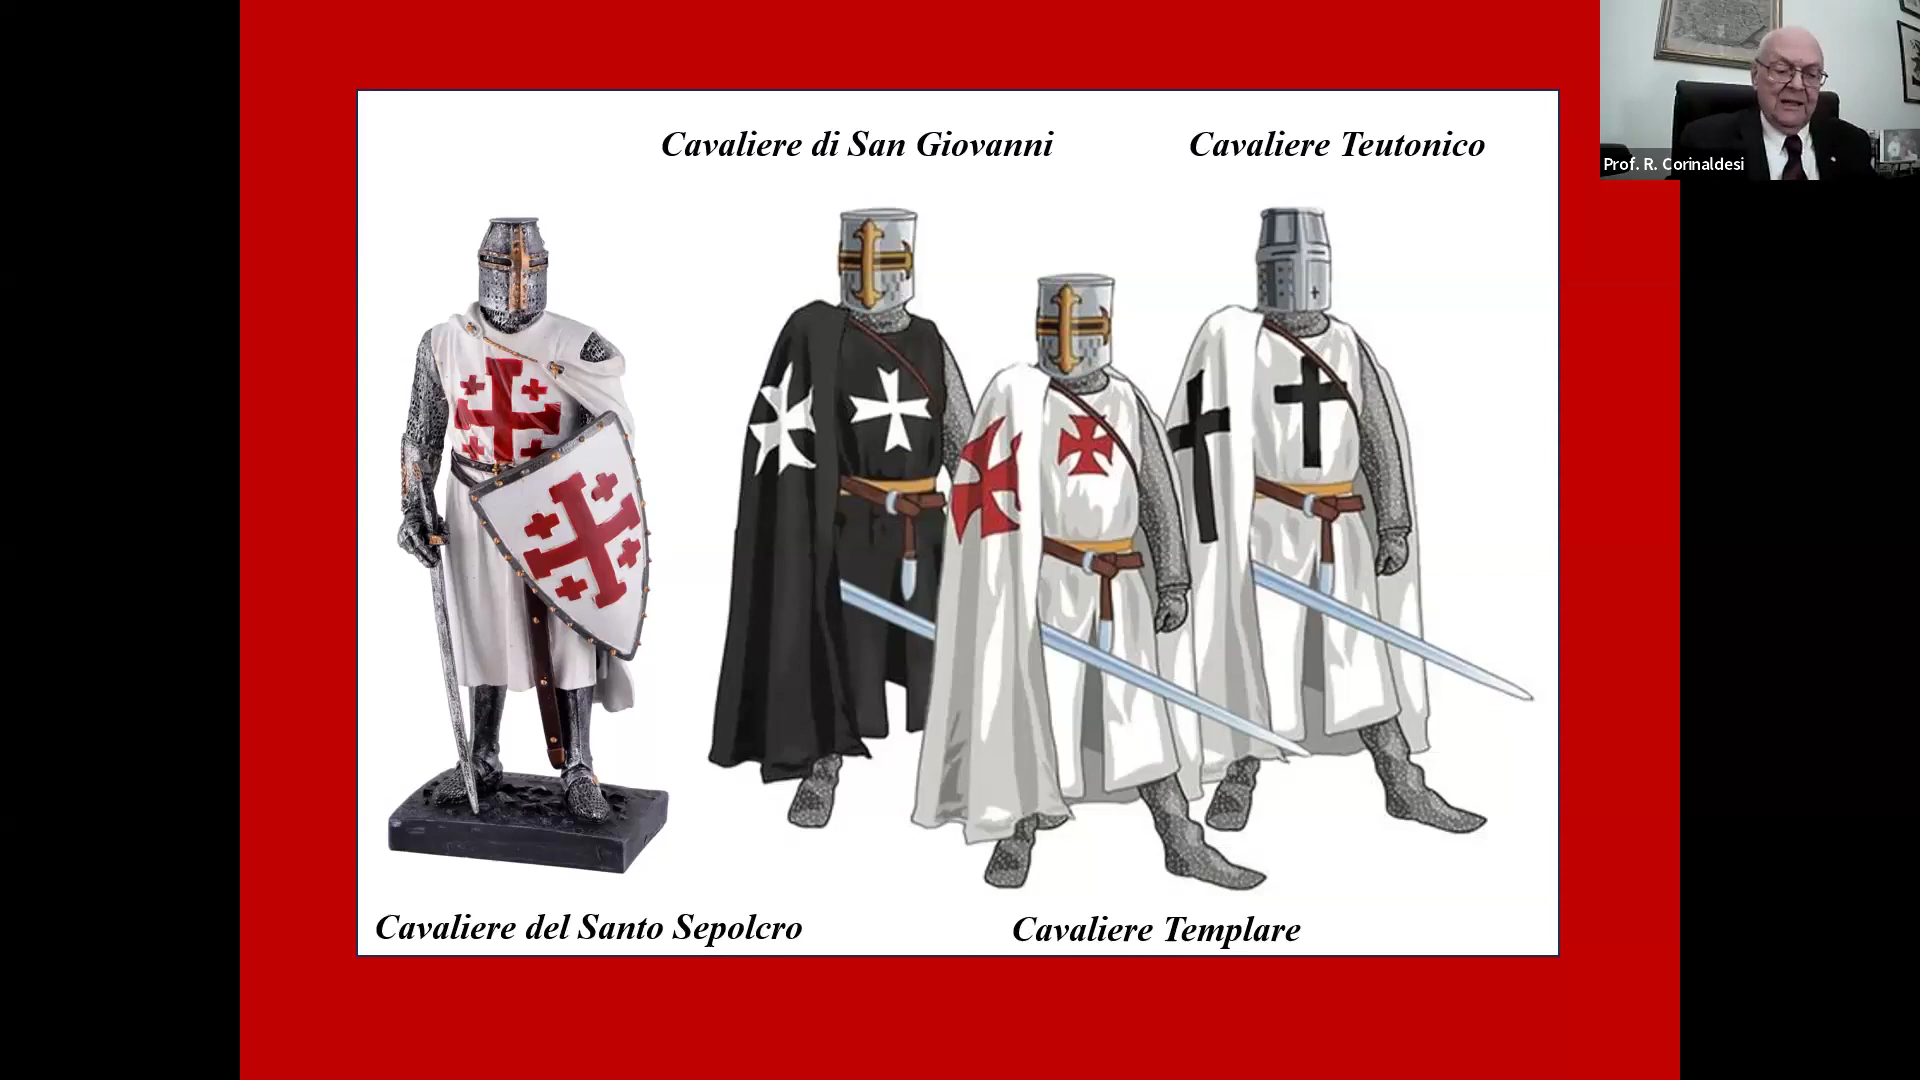 Cavaliere di San Giovanni
Cavaliere Teutonico
Prof. R. Corinaldesi
Cavaliere del Santo Sepolcro
Cavaliere Templare